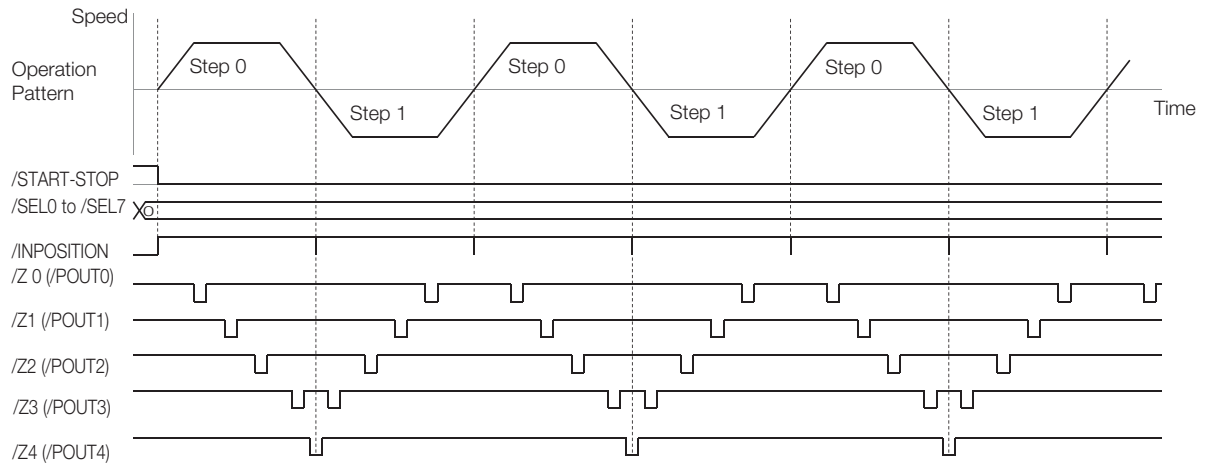 Speed
Operation
Pattern
Step 0
Step 0
Step 0
Step 1
Step 1
Step 1
Time
/START-STOP
/SEL0 to /SEL7
0
/INPOSITION
/Z 0 (/POUT0)
/Z1 (/POUT1)
/Z2 (/POUT2)
/Z3 (/POUT3)
/Z4 (/POUT4)